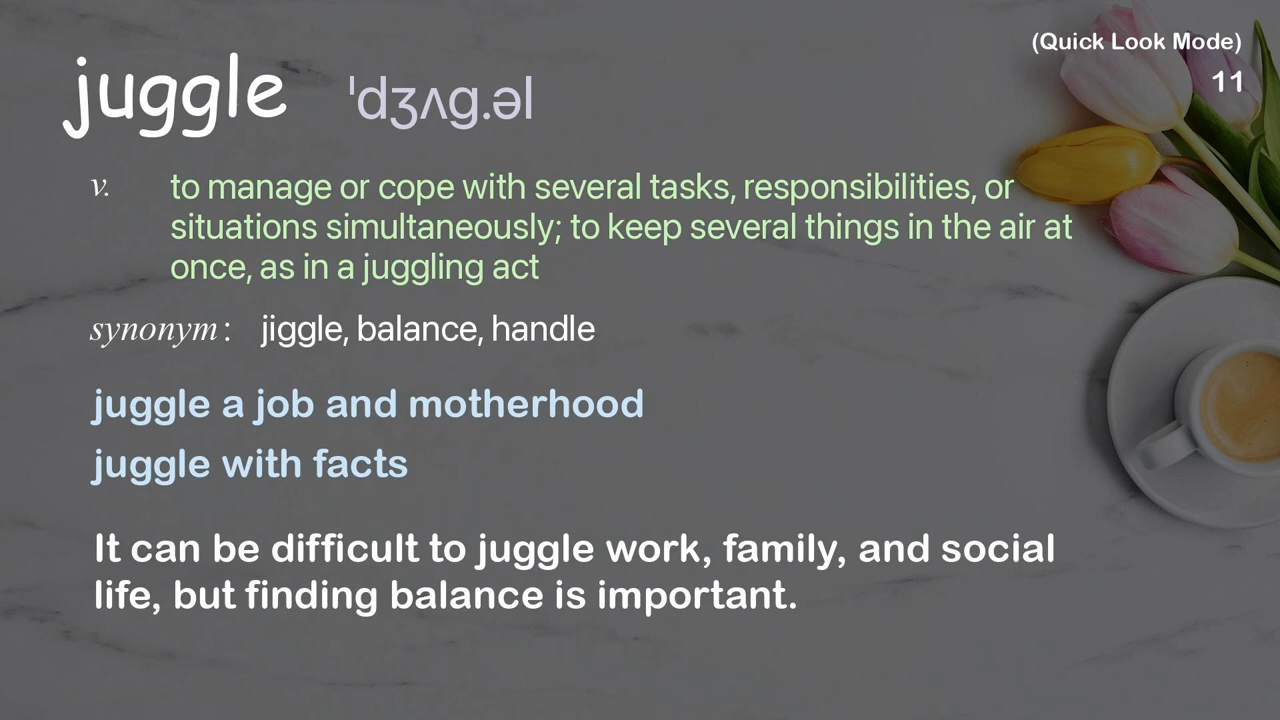 (Quick Look Mode)
11
juggle ˈdʒʌɡ.əl
v. to manage or cope with several tasks, responsibilities, or
situations simultaneously; to keep several things in the air at
once, as in a juggling act
synonym: jiggle, balance, handle
juggle a job and motherhood
juggle with facts
It can be difficult to juggle work, family, and social
life, but finding balance is important.